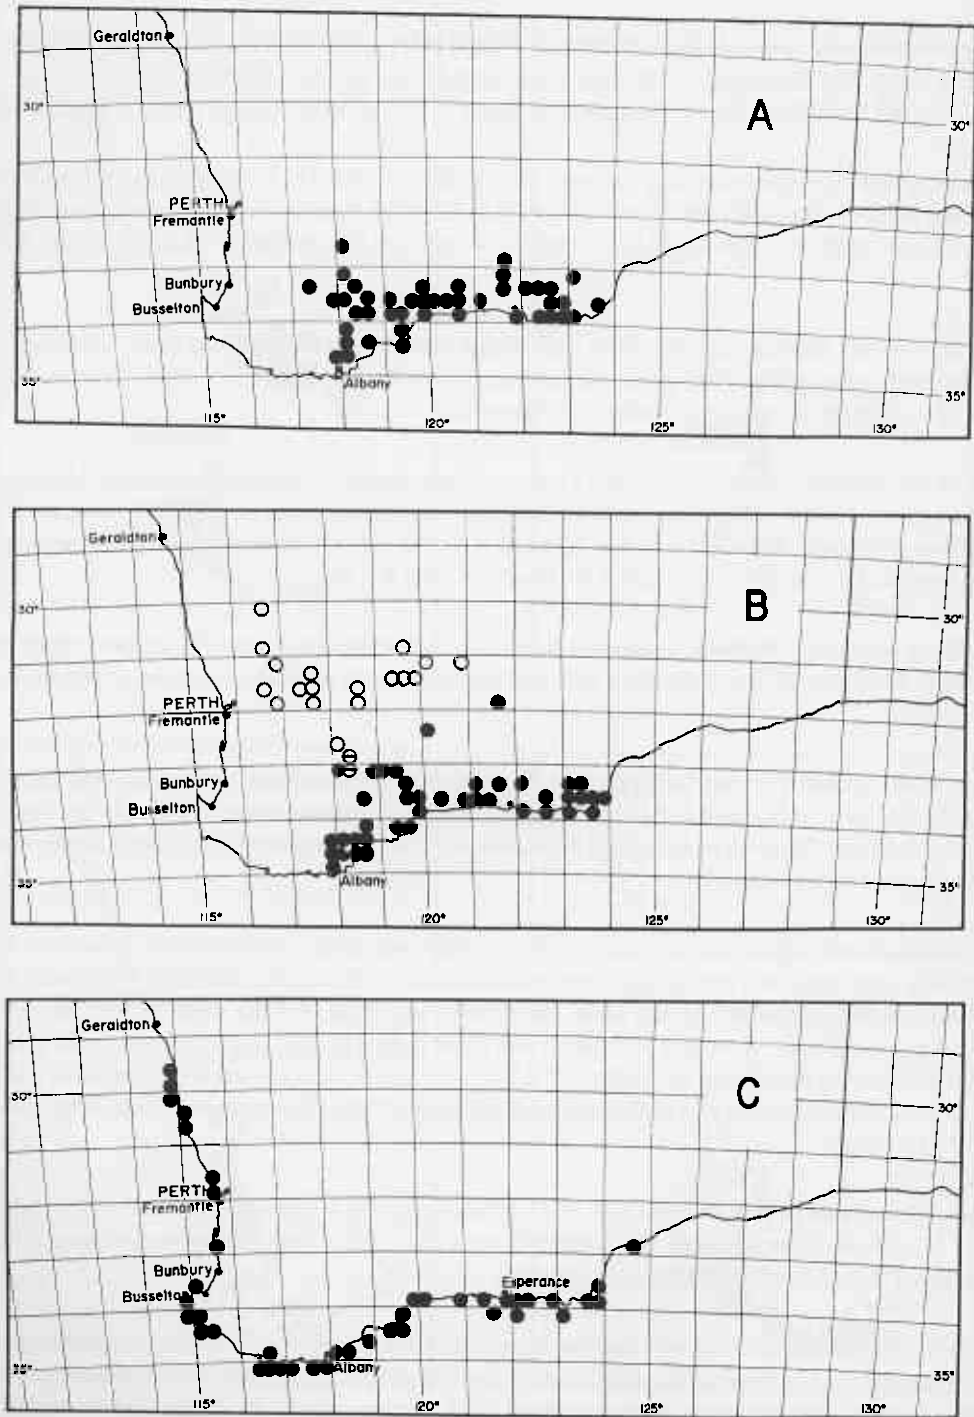 Geraldton
A
30°
30°
PERTH
Fremantle
Bunbury
Busselton
35°
Albany
35°
115°
120°
125°
130°
Geraldton
B
30°
30°
PERTH
Fremantle
Bunbury
Busselton
35°
Albany
35°
115°
120°
125°
130°
Geraldton
C
30°
30°
PERTH
Fremantle
Bunbury
Esperance
Busselton
35°
Albany
35°
115°
120°
125°
130°